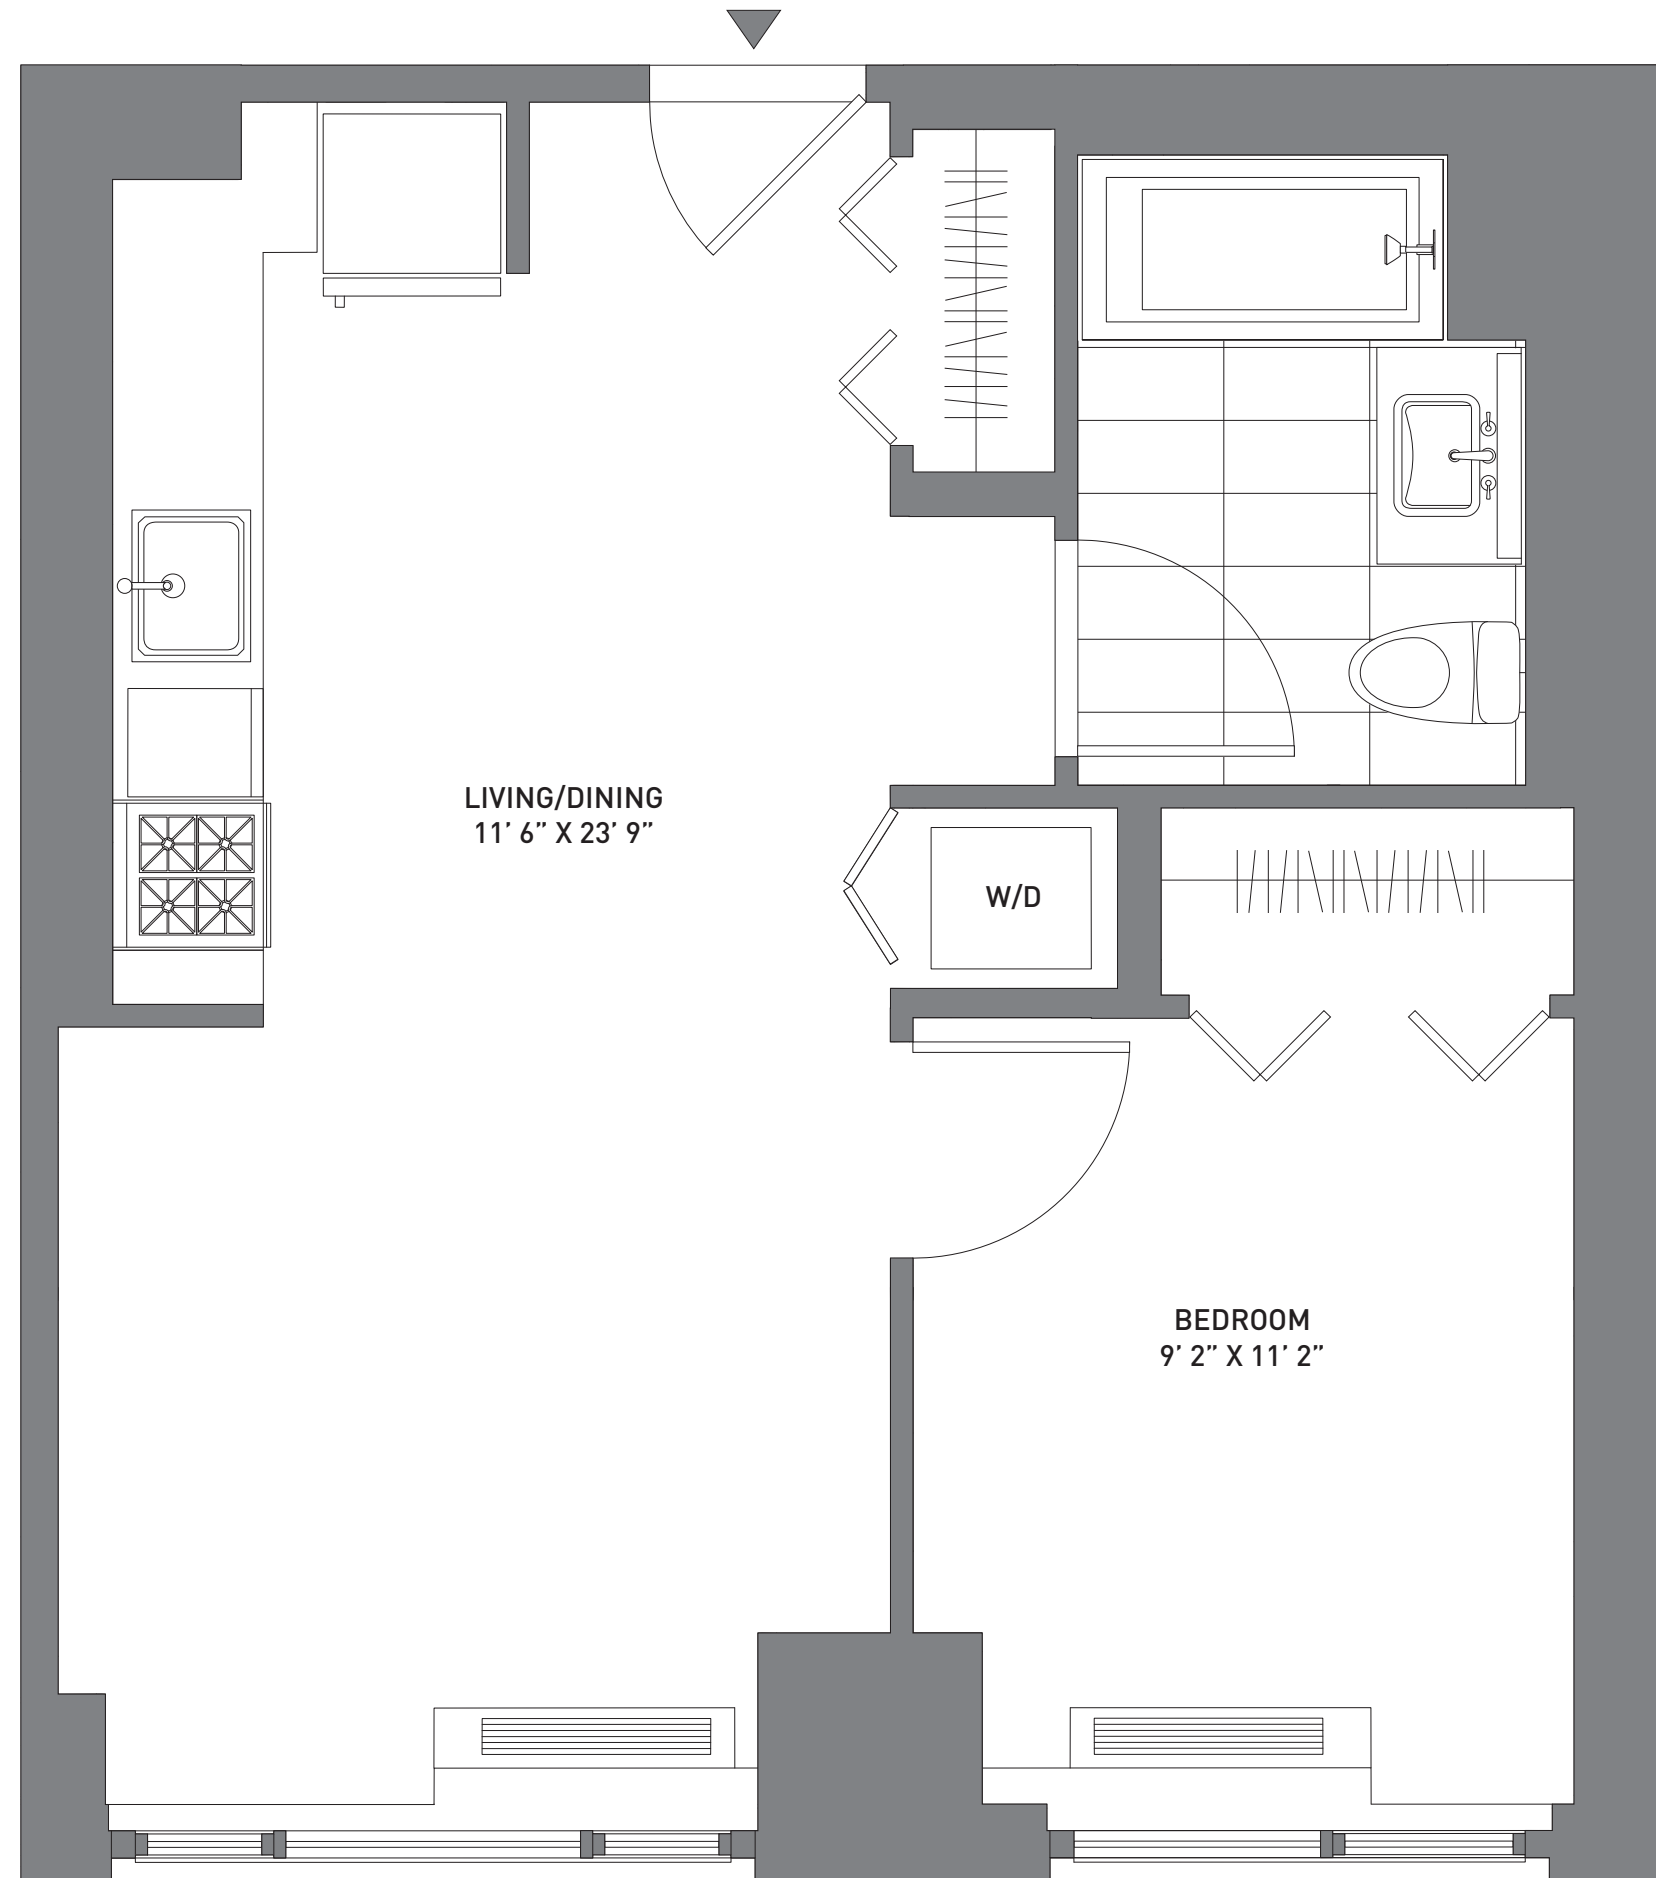 LIVING/DINING
11’ 6” X 23’ 9”
W/D
BEDROOM
9’ 2” X 11’ 2”